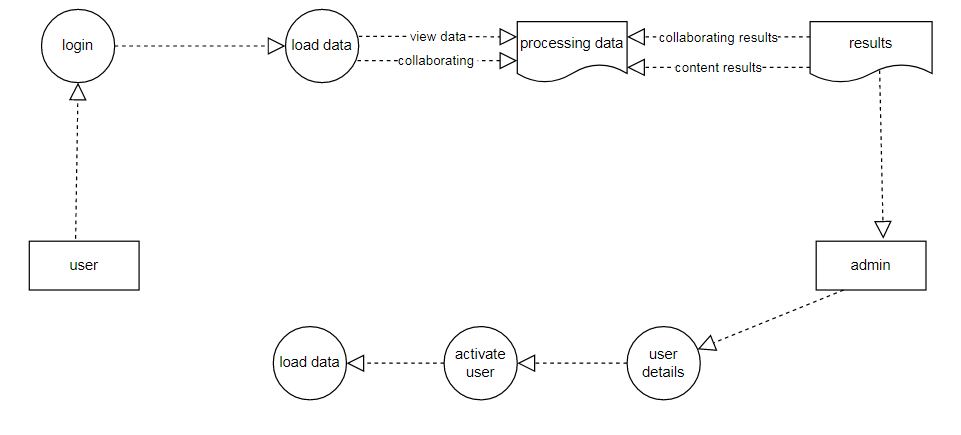 login
load data
view data
collaborating
processing data
collaborating results
content results
results
user
admin
load data
activate
user
user
details